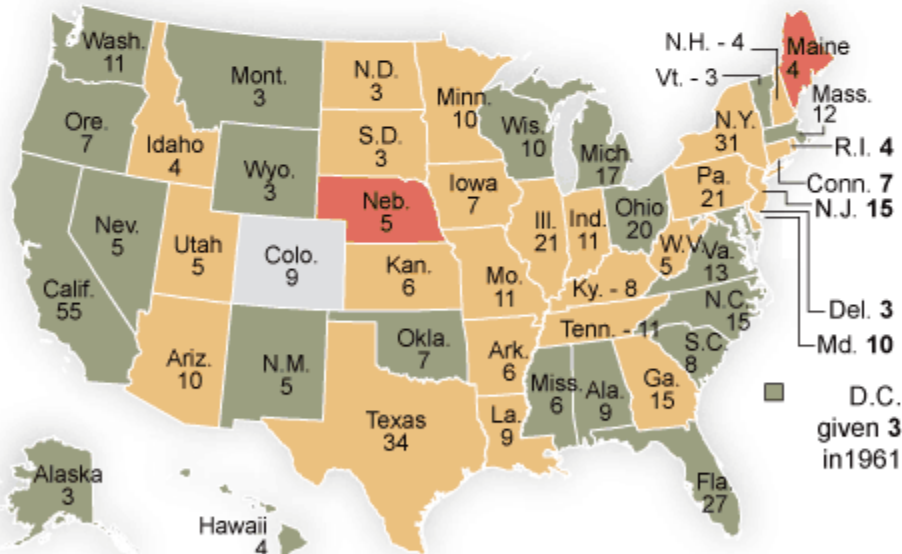 Wash.
11
Ore.
7
Calif.
55
Nev.
5
Idaho
4
Mont.
3
Wyo.
3
Utah
5
Colo.
9
Ariz.
10
N.M.
5
N.D.
3
S.D.
3
Neb.
5
Kan.
6
Okla.
7
Texas
34
Minn.
10
Iowa
7
Mo.
11
Ark.
6
La.
9
Wis.
10
Ill.
21
Mich.
17
Ind.
11
Ohio
20
Ky. - 8
Tenn. - 11
Miss.
6
Ala.
9
Ga.
15
Fla.
27
S.C.
8
N.C.
15
Va.
13
W.V.
5
Pa.
21
N.Y.
31
N.H. - 4
Vt. - 3
Maine
4
Mass.
12
R.I. 4
Conn. 7
N.J. 15
Del. 3
Md. 10
D.C.
given 3
in1961
Alaska
3
Hawaii
4